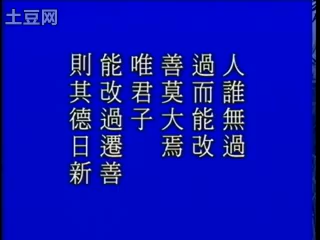 土豆网
人誰無過
過而能改
善莫大焉
唯君子
能改過遷善
則其德日新